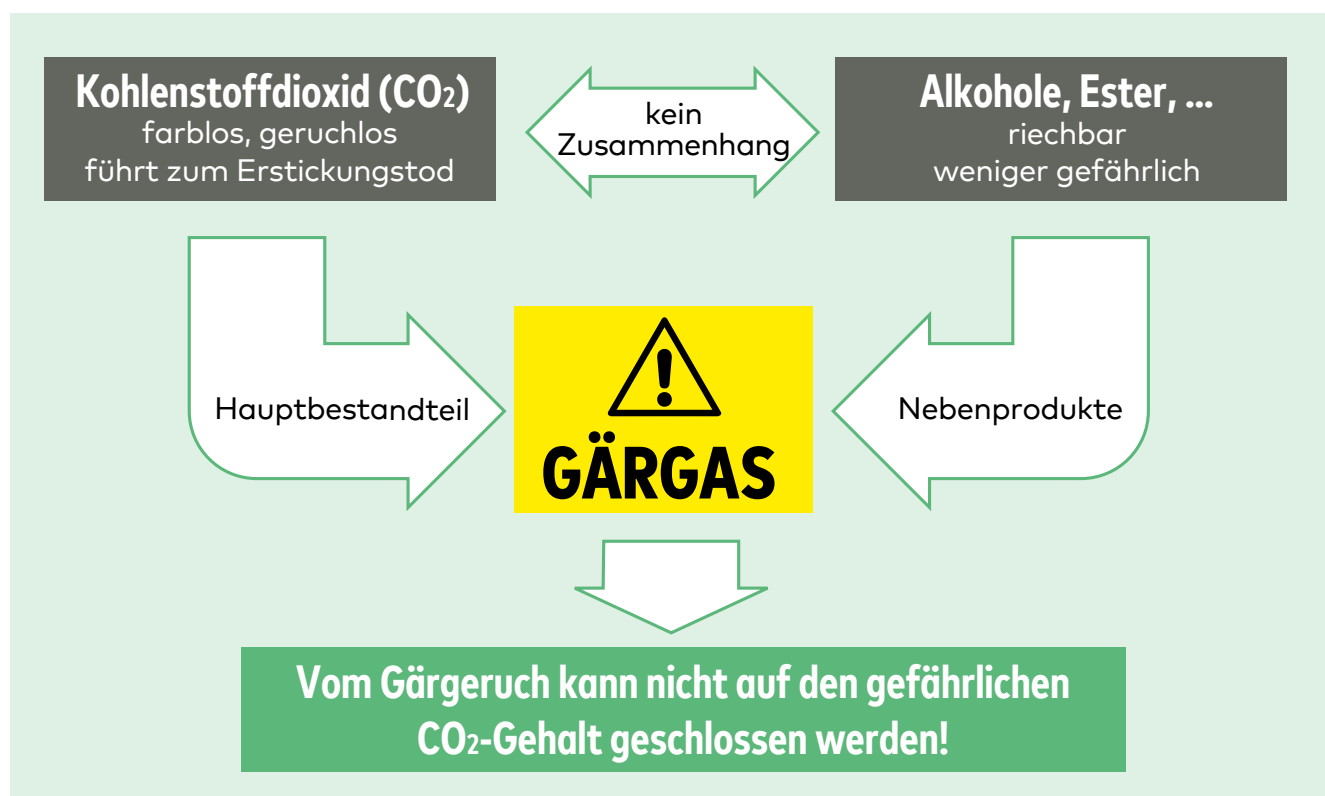 Kohlenstoffdioxid (CO₂)
farblos, geruchlos
führt zum Erstickungstod
kein
Zusammenhang
Alkohole, Ester, ...
riechbar
weniger gefährlich
Hauptbestandteil
GÄRGAS
Nebenprodukte
Vom Gärgeruch kann nicht auf den gefährlichen
CO₂-Gehalt geschlossen werden!